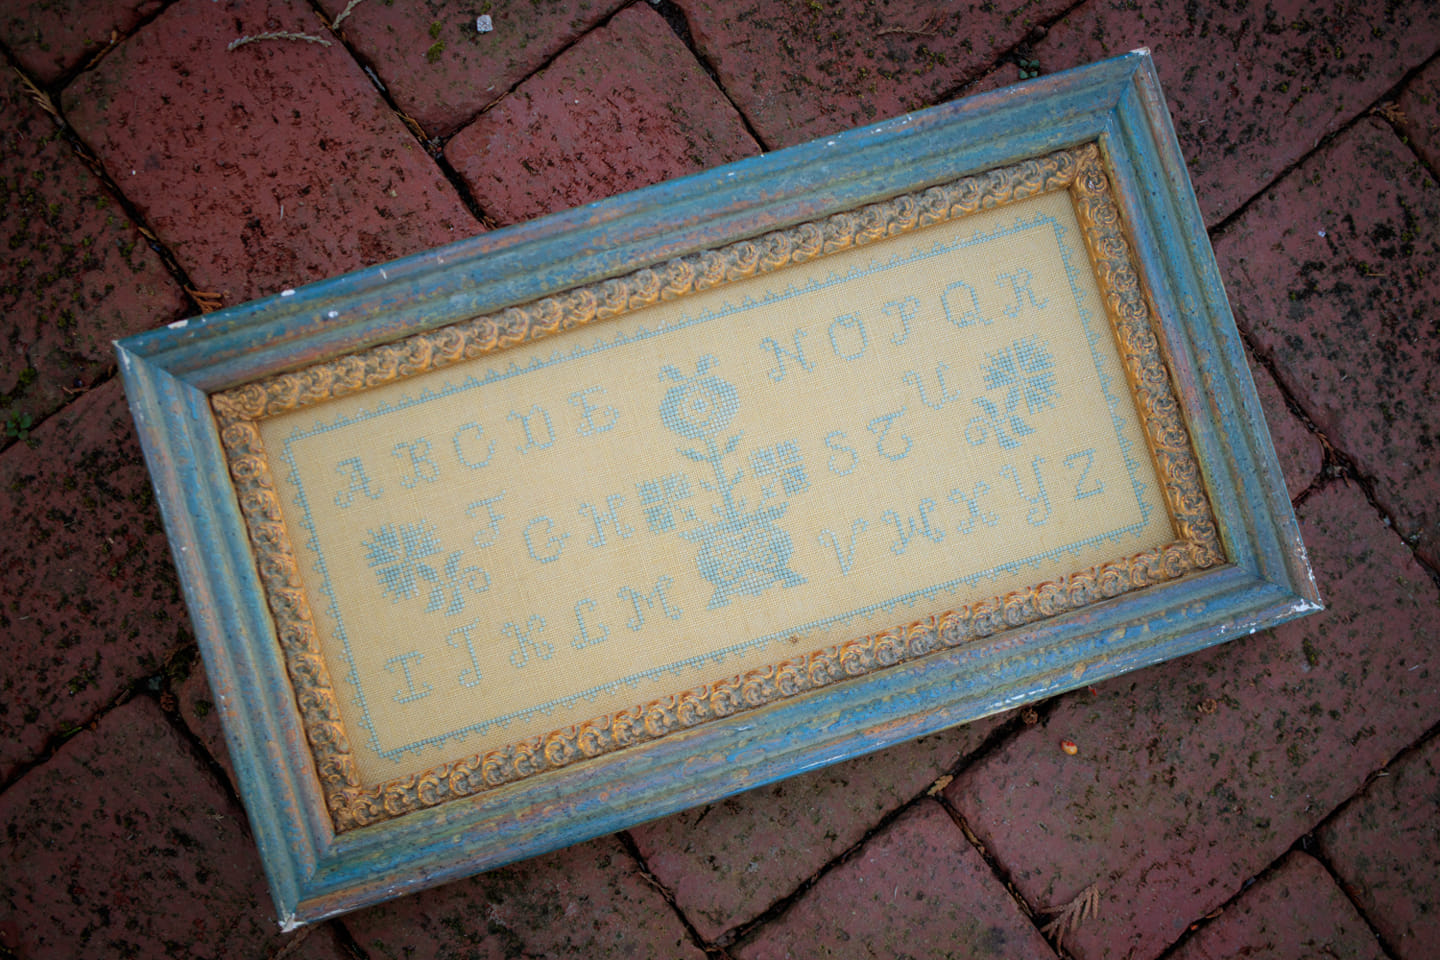 A B C D E
F G H
I J K L M
N O P Q R
S T U
V W X Y Z